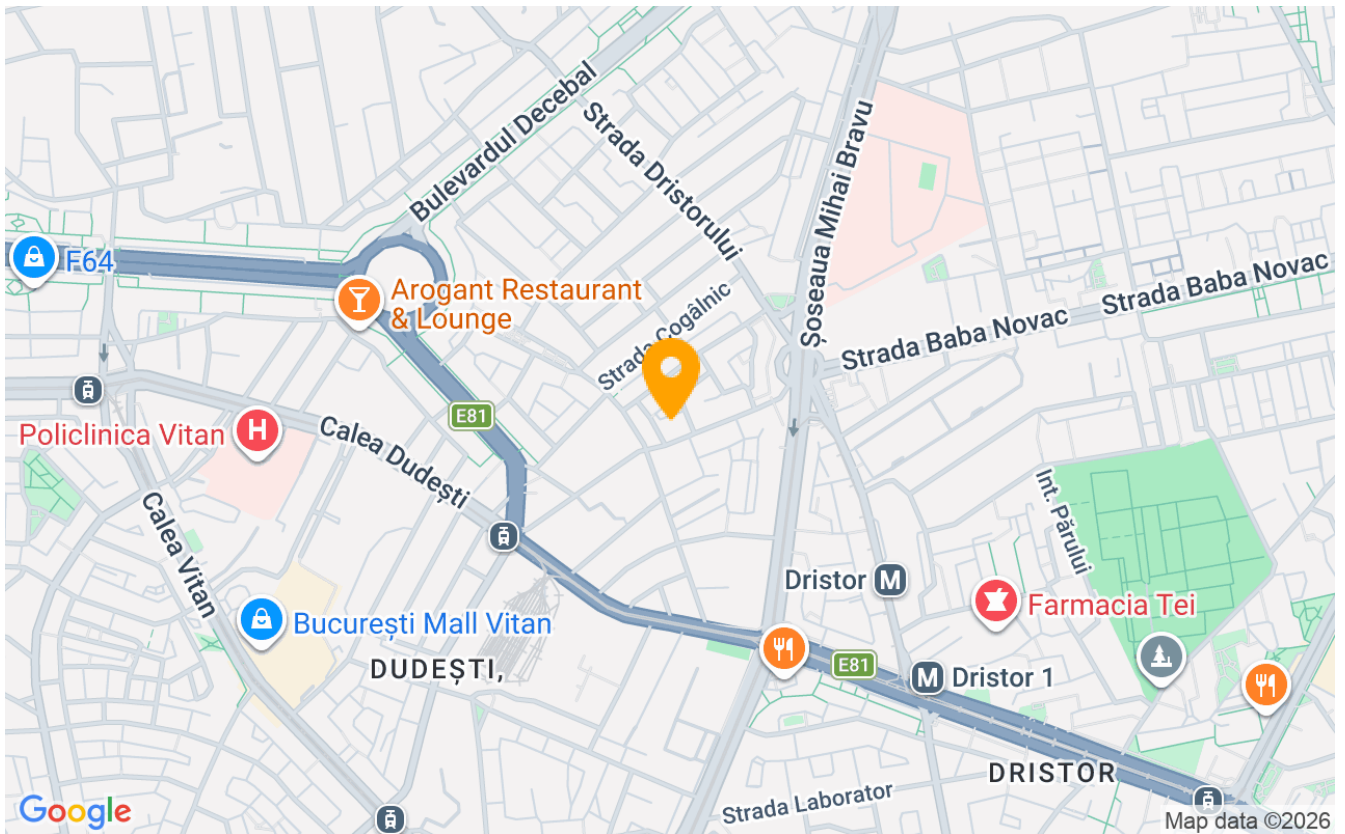 Bulevardul Decebal
Strada Dristorului
Șoseaua Mihai Bravu
F64
Arogant Restaurant
& Lounge
Strada Cogâlnic
Strada Baba Novac
Strada Baba Novac
E81
Policlinica Vitan
H
Calea Dudești
Calea Vitan
Int. Părului
Dristor M
Farmacia Tei
București Mall Vitan
DUDEȘTI,
E81
M Dristor 1
DRISTOR
Strada Laborator
Google
Map data ©2026